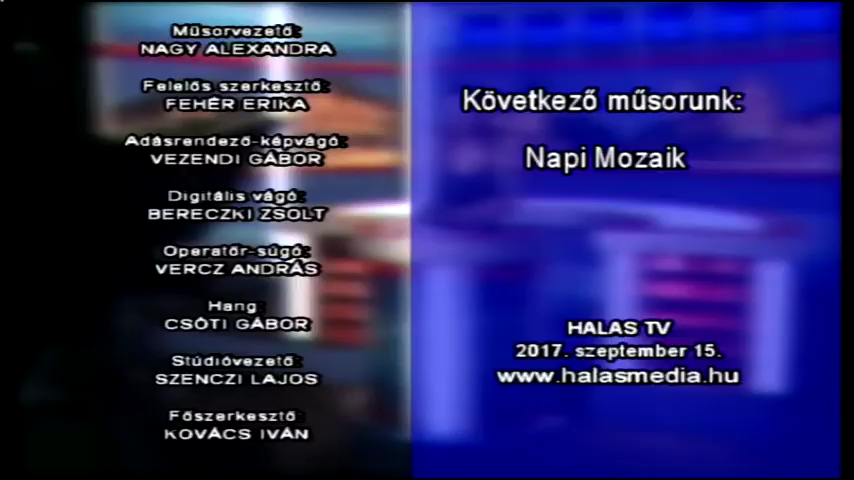 Műsorvezető:
NAGY ALEXANDRA
Felelős szerkesztő:
FEHÉR ERIKA
Adásrendező-képvágó:
VEZENDI GÁBOR
Digitális vágó:
BERECZKI ZSOLT
Operatőr-súgó:
VERCZ ANDRÁS
Hang:
CSÓTI GÁBOR
Stúdióvezető:
SZENCZI LAJOS
Főszerkesztő:
KOVÁCS IVÁN
Következő műsorunk:
Napi Mozaik
HALAS TV
2017. szeptember 15.
www.halasmedia.hu